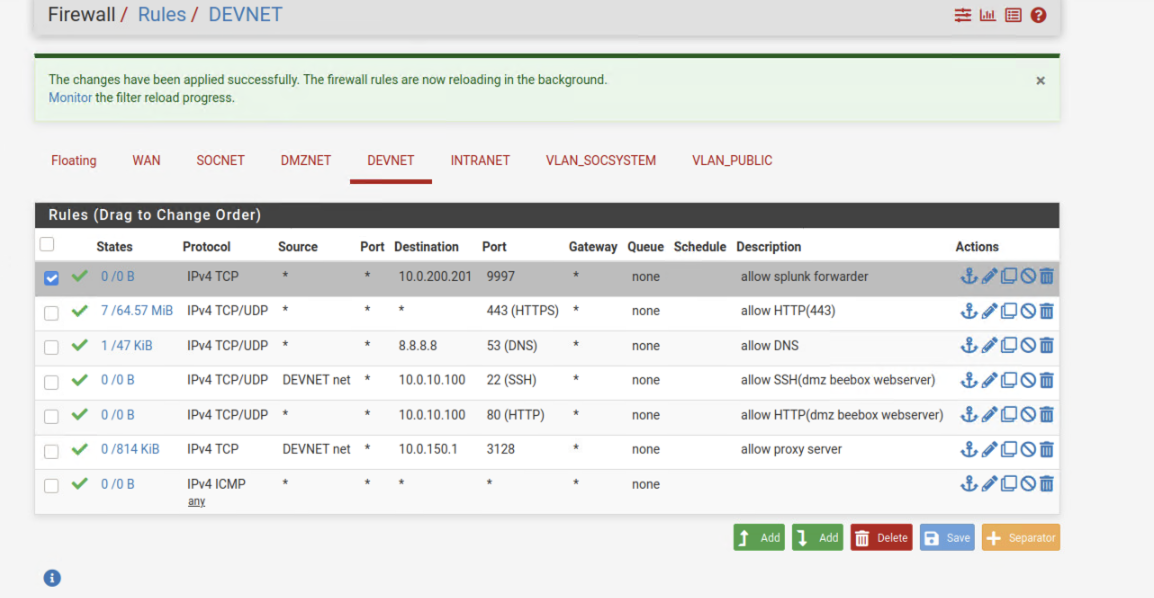 Firewall / Rules / DEVNET
The changes have been applied successfully. The firewall rules are now reloading in the background.
Monitor the filter reload progress.
×
Floating WAN SOCNET DMZNET DEVNET INTRANET VLAN_SOCSYSTEM VLAN_PUBLIC
Rules (Drag to Change Order)
States Protocol Source Port Destination Port Gateway Queue Schedule Description Actions
0 /0 B IPv4 TCP * * 10.0.200.201 9997 * none allow splunk forwarder
7 /64.57 MiB IPv4 TCP/UDP * * * 443 (HTTPS) * none allow HTTP(443)
1 /47 KiB IPv4 TCP/UDP * * 8.8.8.8 53 (DNS) * none allow DNS
0 /0 B IPv4 TCP/UDP DEVNET net * 10.0.10.100 22 (SSH) * none allow SSH(dmz beebox webserver)
0 /0 B IPv4 TCP/UDP * * 10.0.10.100 80 (HTTP) * none allow HTTP(dmz beebox webserver)
0 /814 KiB IPv4 TCP DEVNET net * 10.0.150.1 3128 * none allow proxy server
0 /0 B IPv4 ICMP * * * * * none
any
Add Add Delete Save Separator